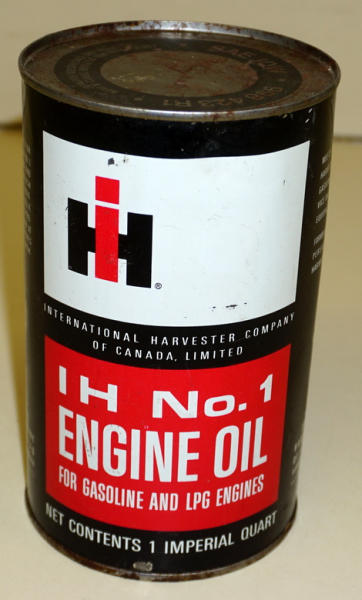 IH
®
INTERNATIONAL HARVESTER COMPANY
OF CANADA, LIMITED
IH No. 1
ENGINE OIL
FOR GASOLINE AND LPG ENGINES
NET CONTENTS 1 IMPERIAL QUART